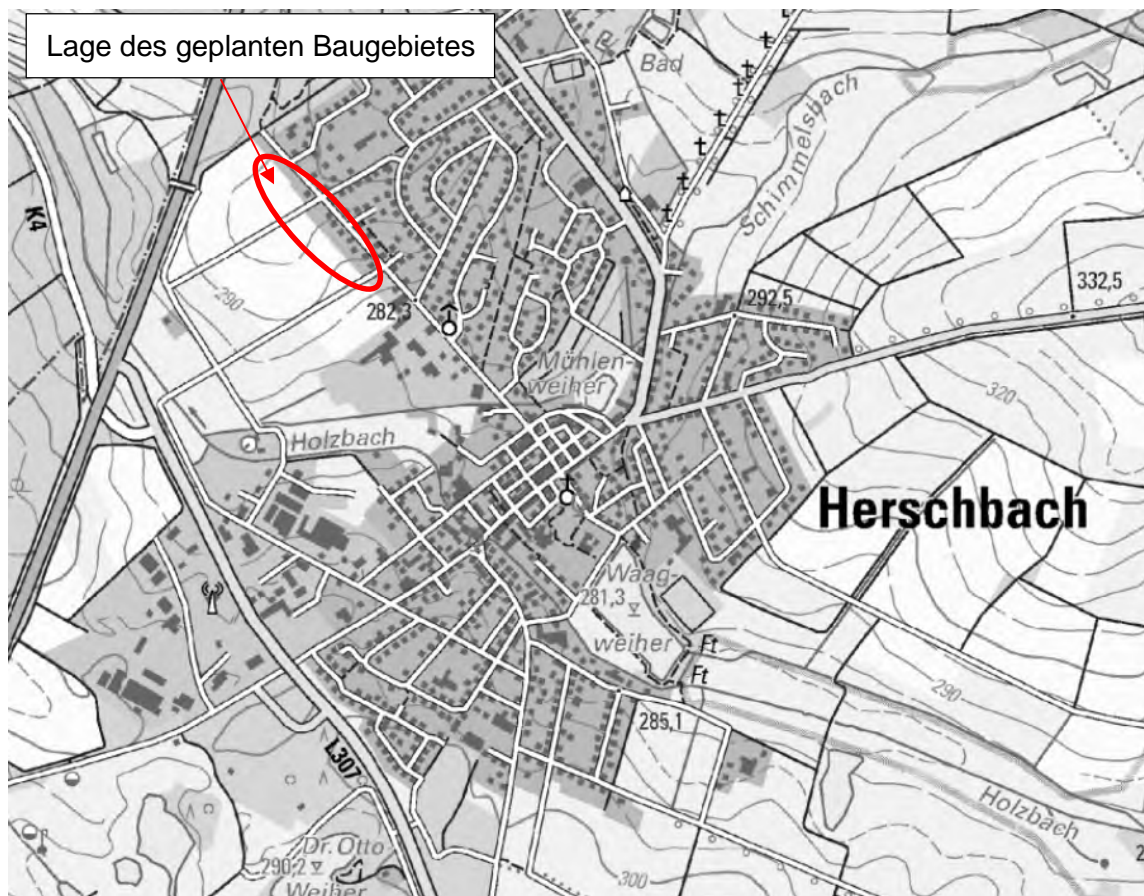 Lage des geplanten Baugebietes
Bad
Schimmelsbach
K4
332,5
292,5
290
282,3
Mühlen-
weiher
320
Holzbach
Herschbach
Waag-
281,3
weiher
Ft
Ft
290
285,1
L307
Holzbach
Dr. Otto
290,2
Weiher
300
2